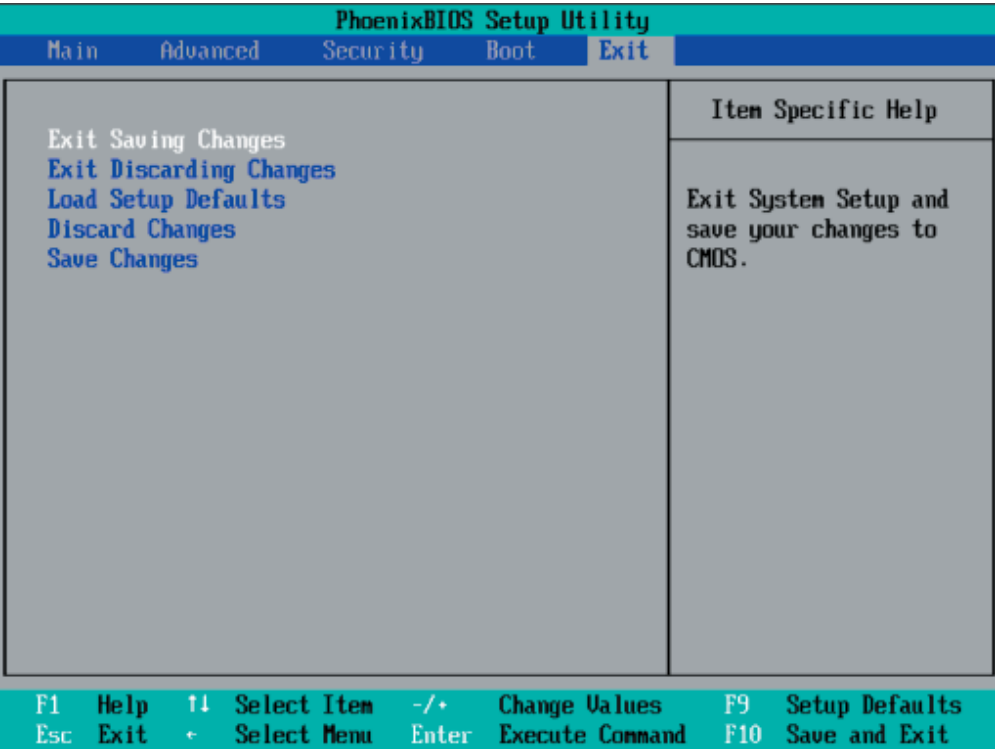 PhoenixBIOS Setup Utility
Main Advanced Security Boot Exit
Item Specific Help
Exit Saving Changes
Exit Discarding Changes
Load Setup Defaults
Discard Changes
Save Changes
Exit System Setup and
save your changes to
CMOS.
F1 Help ↑↓ Select Item -/+ Change Values F9 Setup Defaults
Esc Exit ← Select Menu Enter Execute Command F10 Save and Exit